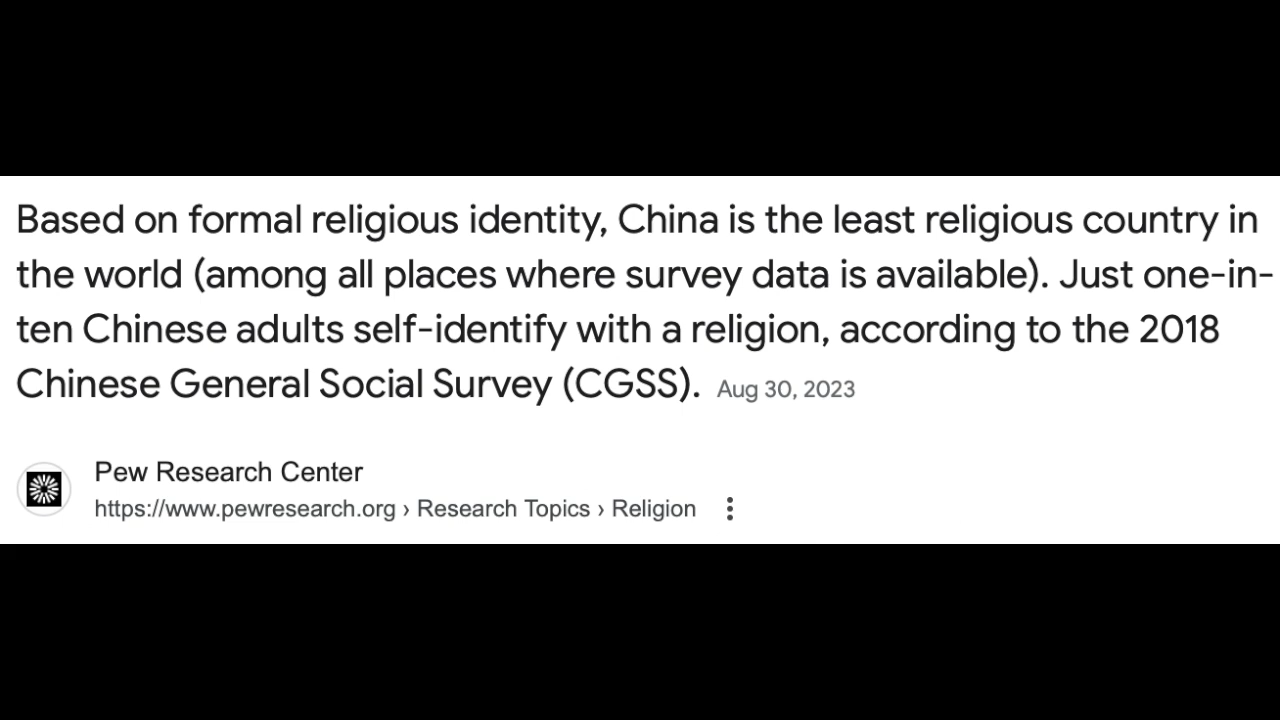 Based on formal religious identity, China is the least religious country in
the world (among all places where survey data is available). Just one-in-
ten Chinese adults self-identify with a religion, according to the 2018
Chinese General Social Survey (CGSS). Aug 30, 2023
Pew Research Center
https://www.pewresearch.org › Research Topics › Religion